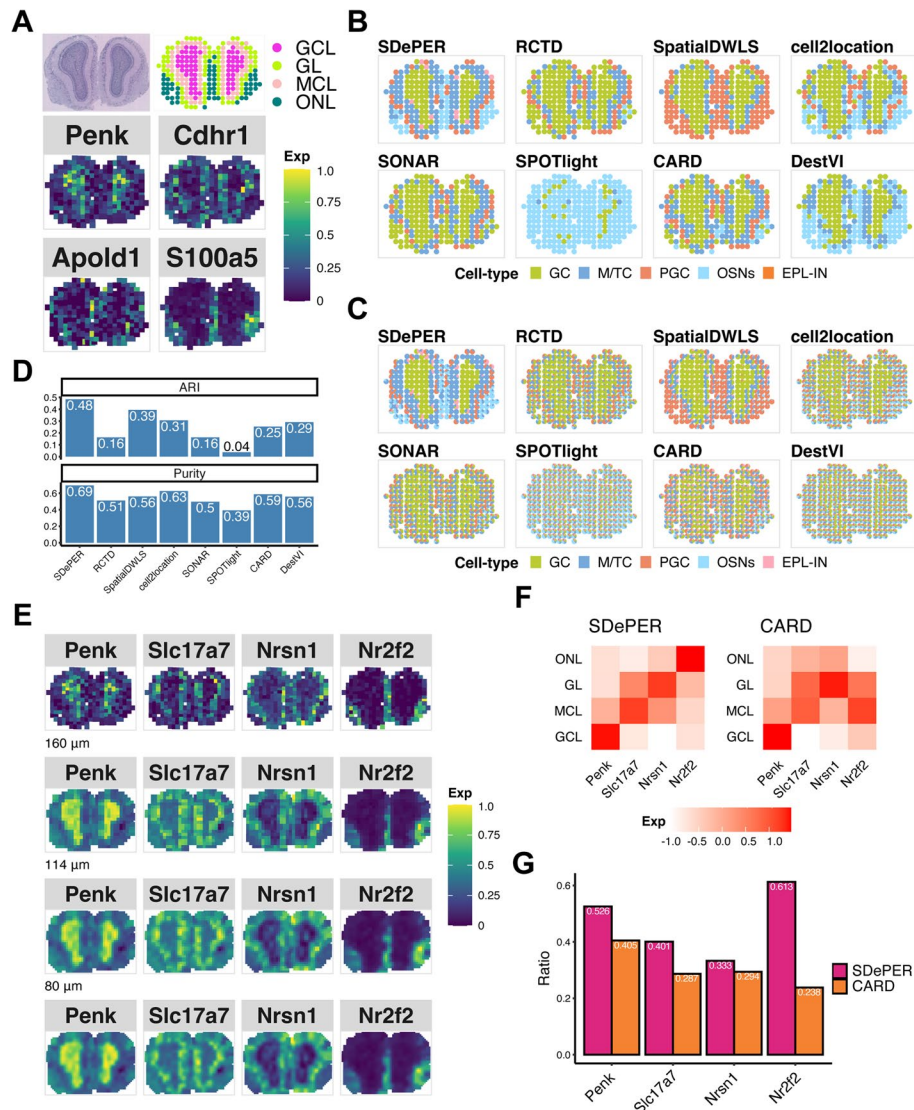 A
GCL
GL
MCL
ONL
Penk
Cdhr1
Exp
1.0
0.75
0.5
0.25
0
Apold1
S100a5
B
SDePER
RCTD
SpatialDWLS
cell2location
SONAR
SPOTlight
CARD
DestVI
Cell-type
GC
M/TC
PGC
OSNs
EPL-IN
C
SDePER
RCTD
SpatialDWLS
cell2location
SONAR
SPOTlight
CARD
DestVI
Cell-type
GC
M/TC
PGC
OSNs
EPL-IN
D
ARI
0.5
0.4
0.3
0.2
0.1
0.0
0.48
0.16
0.39
0.31
0.16
0.04
0.25
0.29
Purity
0.6
0.4
0.2
0.0
0.69
0.51
0.56
0.63
0.5
0.39
0.59
0.56
SDePER
RCTD
SpatialDWLS
cell2location
SONAR
SPOTlight
CARD
DestVI
E
Penk
Slc17a7
Nrsn1
Nr2f2
160 µm
Penk
Slc17a7
Nrsn1
Nr2f2
114 µm
Penk
Slc17a7
Nrsn1
Nr2f2
80 µm
Penk
Slc17a7
Nrsn1
Nr2f2
Exp
1.0
0.75
0.5
0.25
0
F
SDePER
CARD
ONL
GL
MCL
GCL
Penk
Slc17a7
Nrsn1
Nr2f2
ONL
GL
MCL
GCL
Penk
Slc17a7
Nrsn1
Nr2f2
Exp
-1.0
-0.5
0.0
0.5
1.0
G
Ratio
0.6
0.4
0.2
0.0
0.526
0.405
0.401
0.287
0.333
0.294
0.613
0.238
SDePER
CARD
Penk
Slc17a7
Nrsn1
Nr2f2